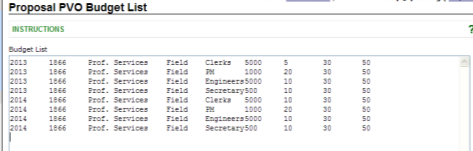 Proposal PVO Budget List
INSTRUCTIONS
?
Budget List
2013 1866 Prof. Services Field Clerks 5000 5 30 50
2013 1866 Prof. Services Field PM 1000 20 30 50
2013 1866 Prof. Services Field Engineers5000 10 30 50
2013 1866 Prof. Services Field Secretary500 10 30 50
2014 1866 Prof. Services Field Clerks 5000 10 30 50
2014 1866 Prof. Services Field PM 1000 20 30 50
2014 1866 Prof. Services Field Engineers5000 10 30 50
2014 1866 Prof. Services Field Secretary500 10 30 50